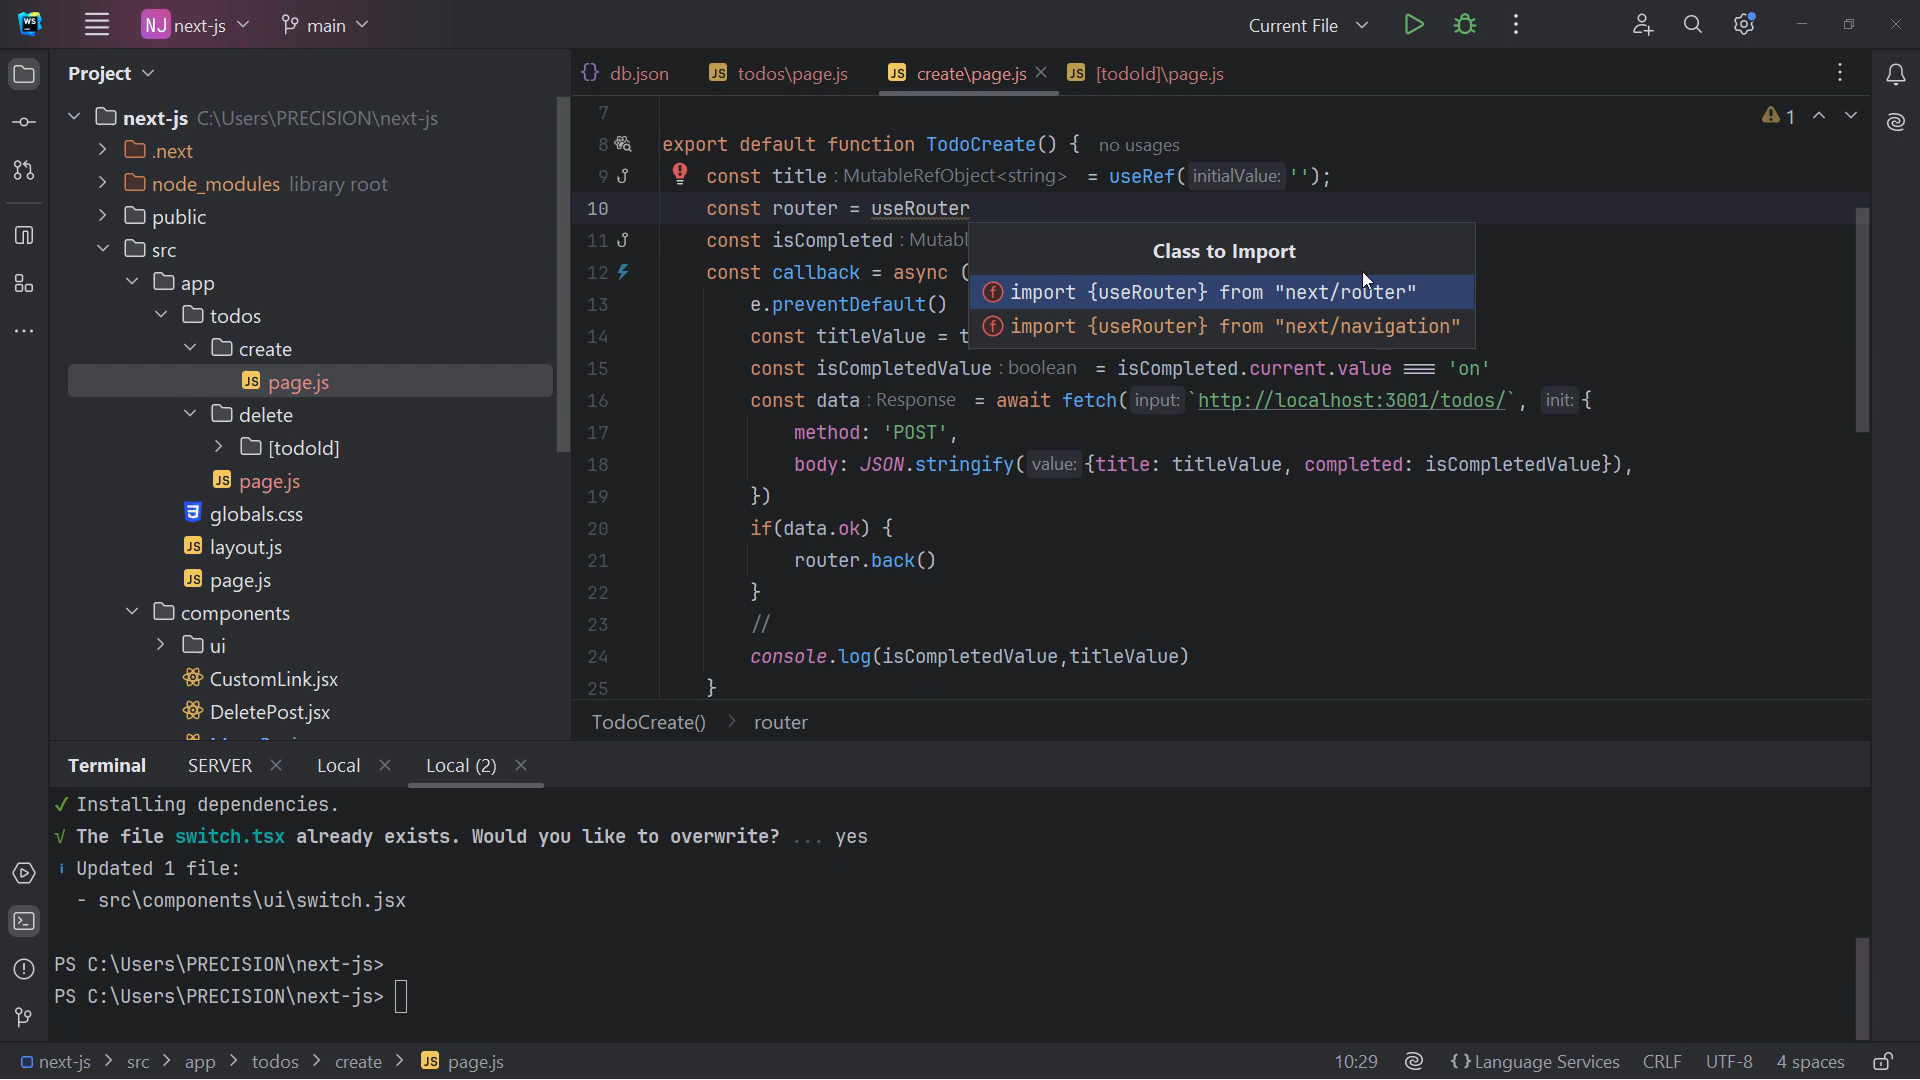 WS
NJ next-js
main
Current File
Project
next-js C:\Users\PRECISION\next-js
.next
node_modules library root
public
src
app
todos
create
JS page.js
delete
[todoId]
JS page.js
globals.css
JS layout.js
JS page.js
components
ui
CustomLink.jsx
DeletePost.jsx
{} db.json
JS todos\page.js
JS create\page.js
JS [todoId]\page.js
1
7
8 export default function TodoCreate() { no usages
9 const title : MutableRefObject<string> = useRef( initialValue: '');
10 const router = useRouter
11 const isCompleted : Mutabl
12 const callback = async (
13 e.preventDefault()
14 const titleValue = t
15 const isCompletedValue : boolean = isCompleted.current.value === 'on'
16 const data : Response = await fetch( input: `http://localhost:3001/todos/`, init: {
17 method: 'POST',
18 body: JSON.stringify( value: {title: titleValue, completed: isCompletedValue}),
19 })
20 if(data.ok) {
21 router.back()
22 }
23 //
24 console.log(isCompletedValue,titleValue)
25 }
Class to Import
f import {useRouter} from "next/router"
f import {useRouter} from "next/navigation"
TodoCreate() > router
Terminal SERVER Local Local (2)
✓ Installing dependencies.
√ The file switch.tsx already exists. Would you like to overwrite? ... yes
i Updated 1 file:
- src\components\ui\switch.jsx
PS C:\Users\PRECISION\next-js>
PS C:\Users\PRECISION\next-js>
next-js > src > app > todos > create > JS page.js
10:29 {} Language Services CRLF UTF-8 4 spaces